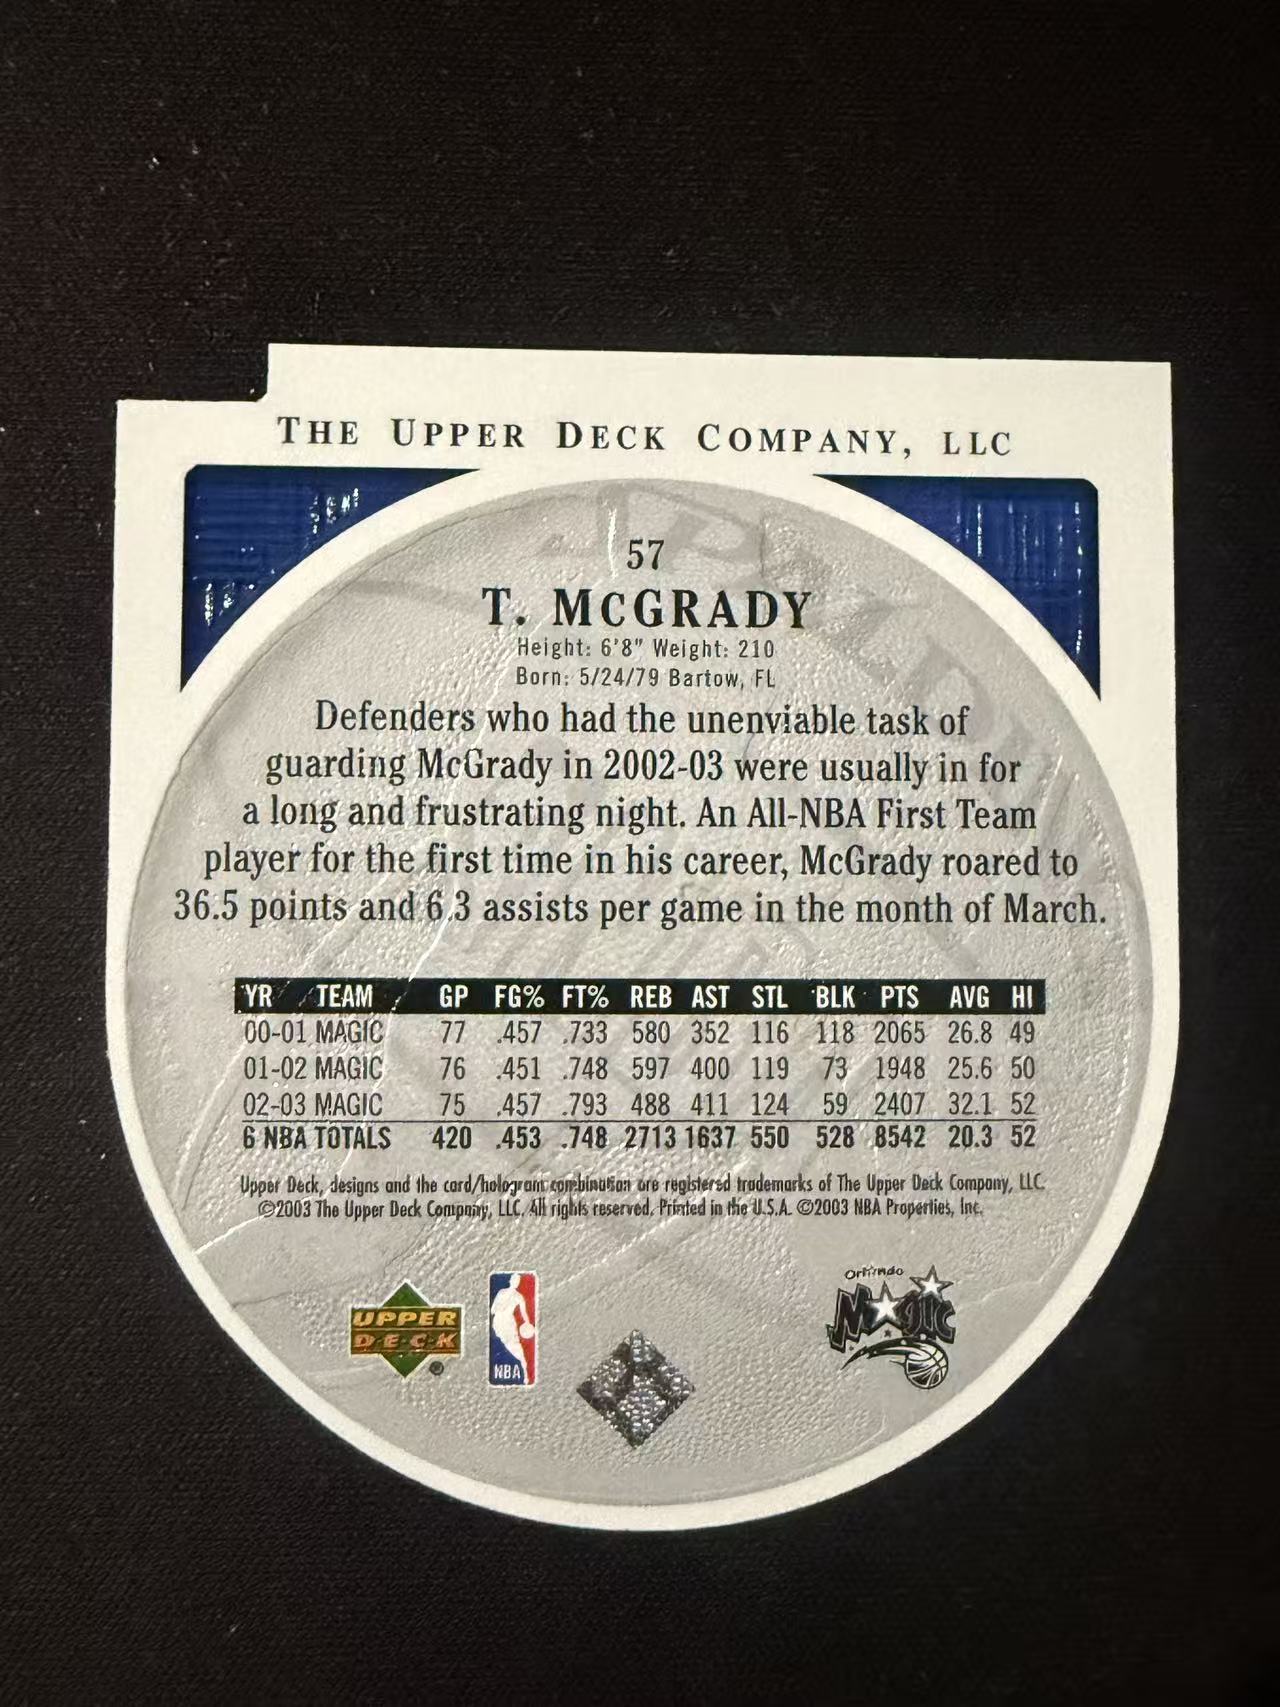 THE UPPER DECK COMPANY, LLC
57
T. MCGRADY
Height: 6'8" Weight: 210
Born: 5/24/79 Bartow, FL
Defenders who had the unenviable task of
guarding McGrady in 2002-03 were usually in for
a long and frustrating night. An All-NBA First Team
player for the first time in his career, McGrady roared to
36.5 points and 6.3 assists per game in the month of March.
YR TEAM GP FG% FT% REB AST STL BLK PTS AVG HI
00-01 MAGIC 77 .457 .733 580 352 116 118 2065 26.8 49
01-02 MAGIC 76 .451 .748 597 400 119 73 1948 25.6 50
02-03 MAGIC 75 .457 .793 488 411 124 59 2407 32.1 52
6 NBA TOTALS 420 .453 .748 2713 1637 550 528 8542 20.3 52
Upper Deck, designs and the card/hologram combination are registered trademarks of The Upper Deck Company, LLC.
©2003 The Upper Deck Company, LLC. All rights reserved. Printed in the U.S.A. ©2003 NBA Properties, Inc.
UPPER
DECK
®
NBA
Orlando
MAGIC